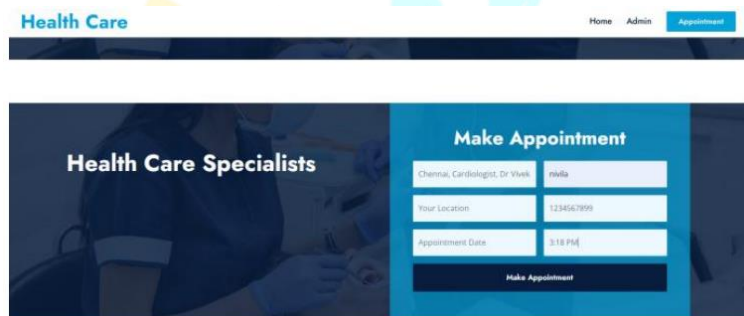 Health Care
Home Admin Appointment
Make Appointment
Health Care Specialists
Chennai, Cardiologist, Dr Vivek nivila
Your Location 1234567899
Appointment Date 3:18 PM
Make Appointment